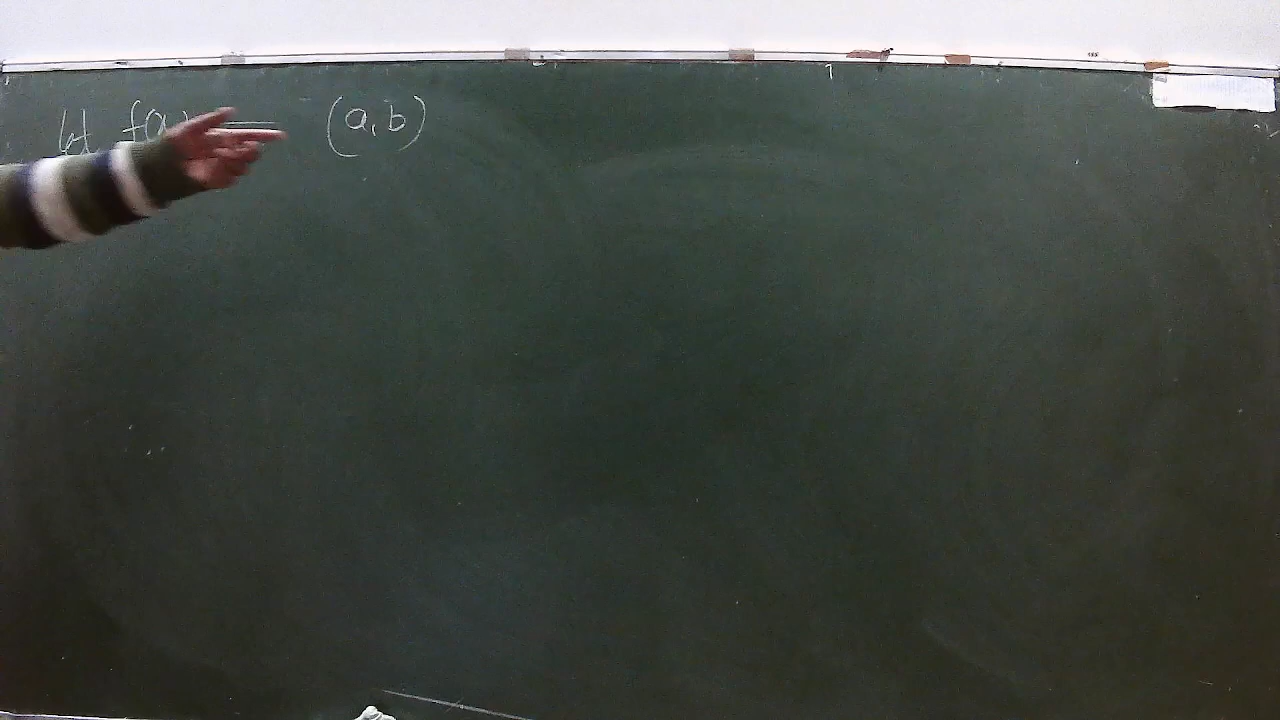 let f(a) = (a,b)